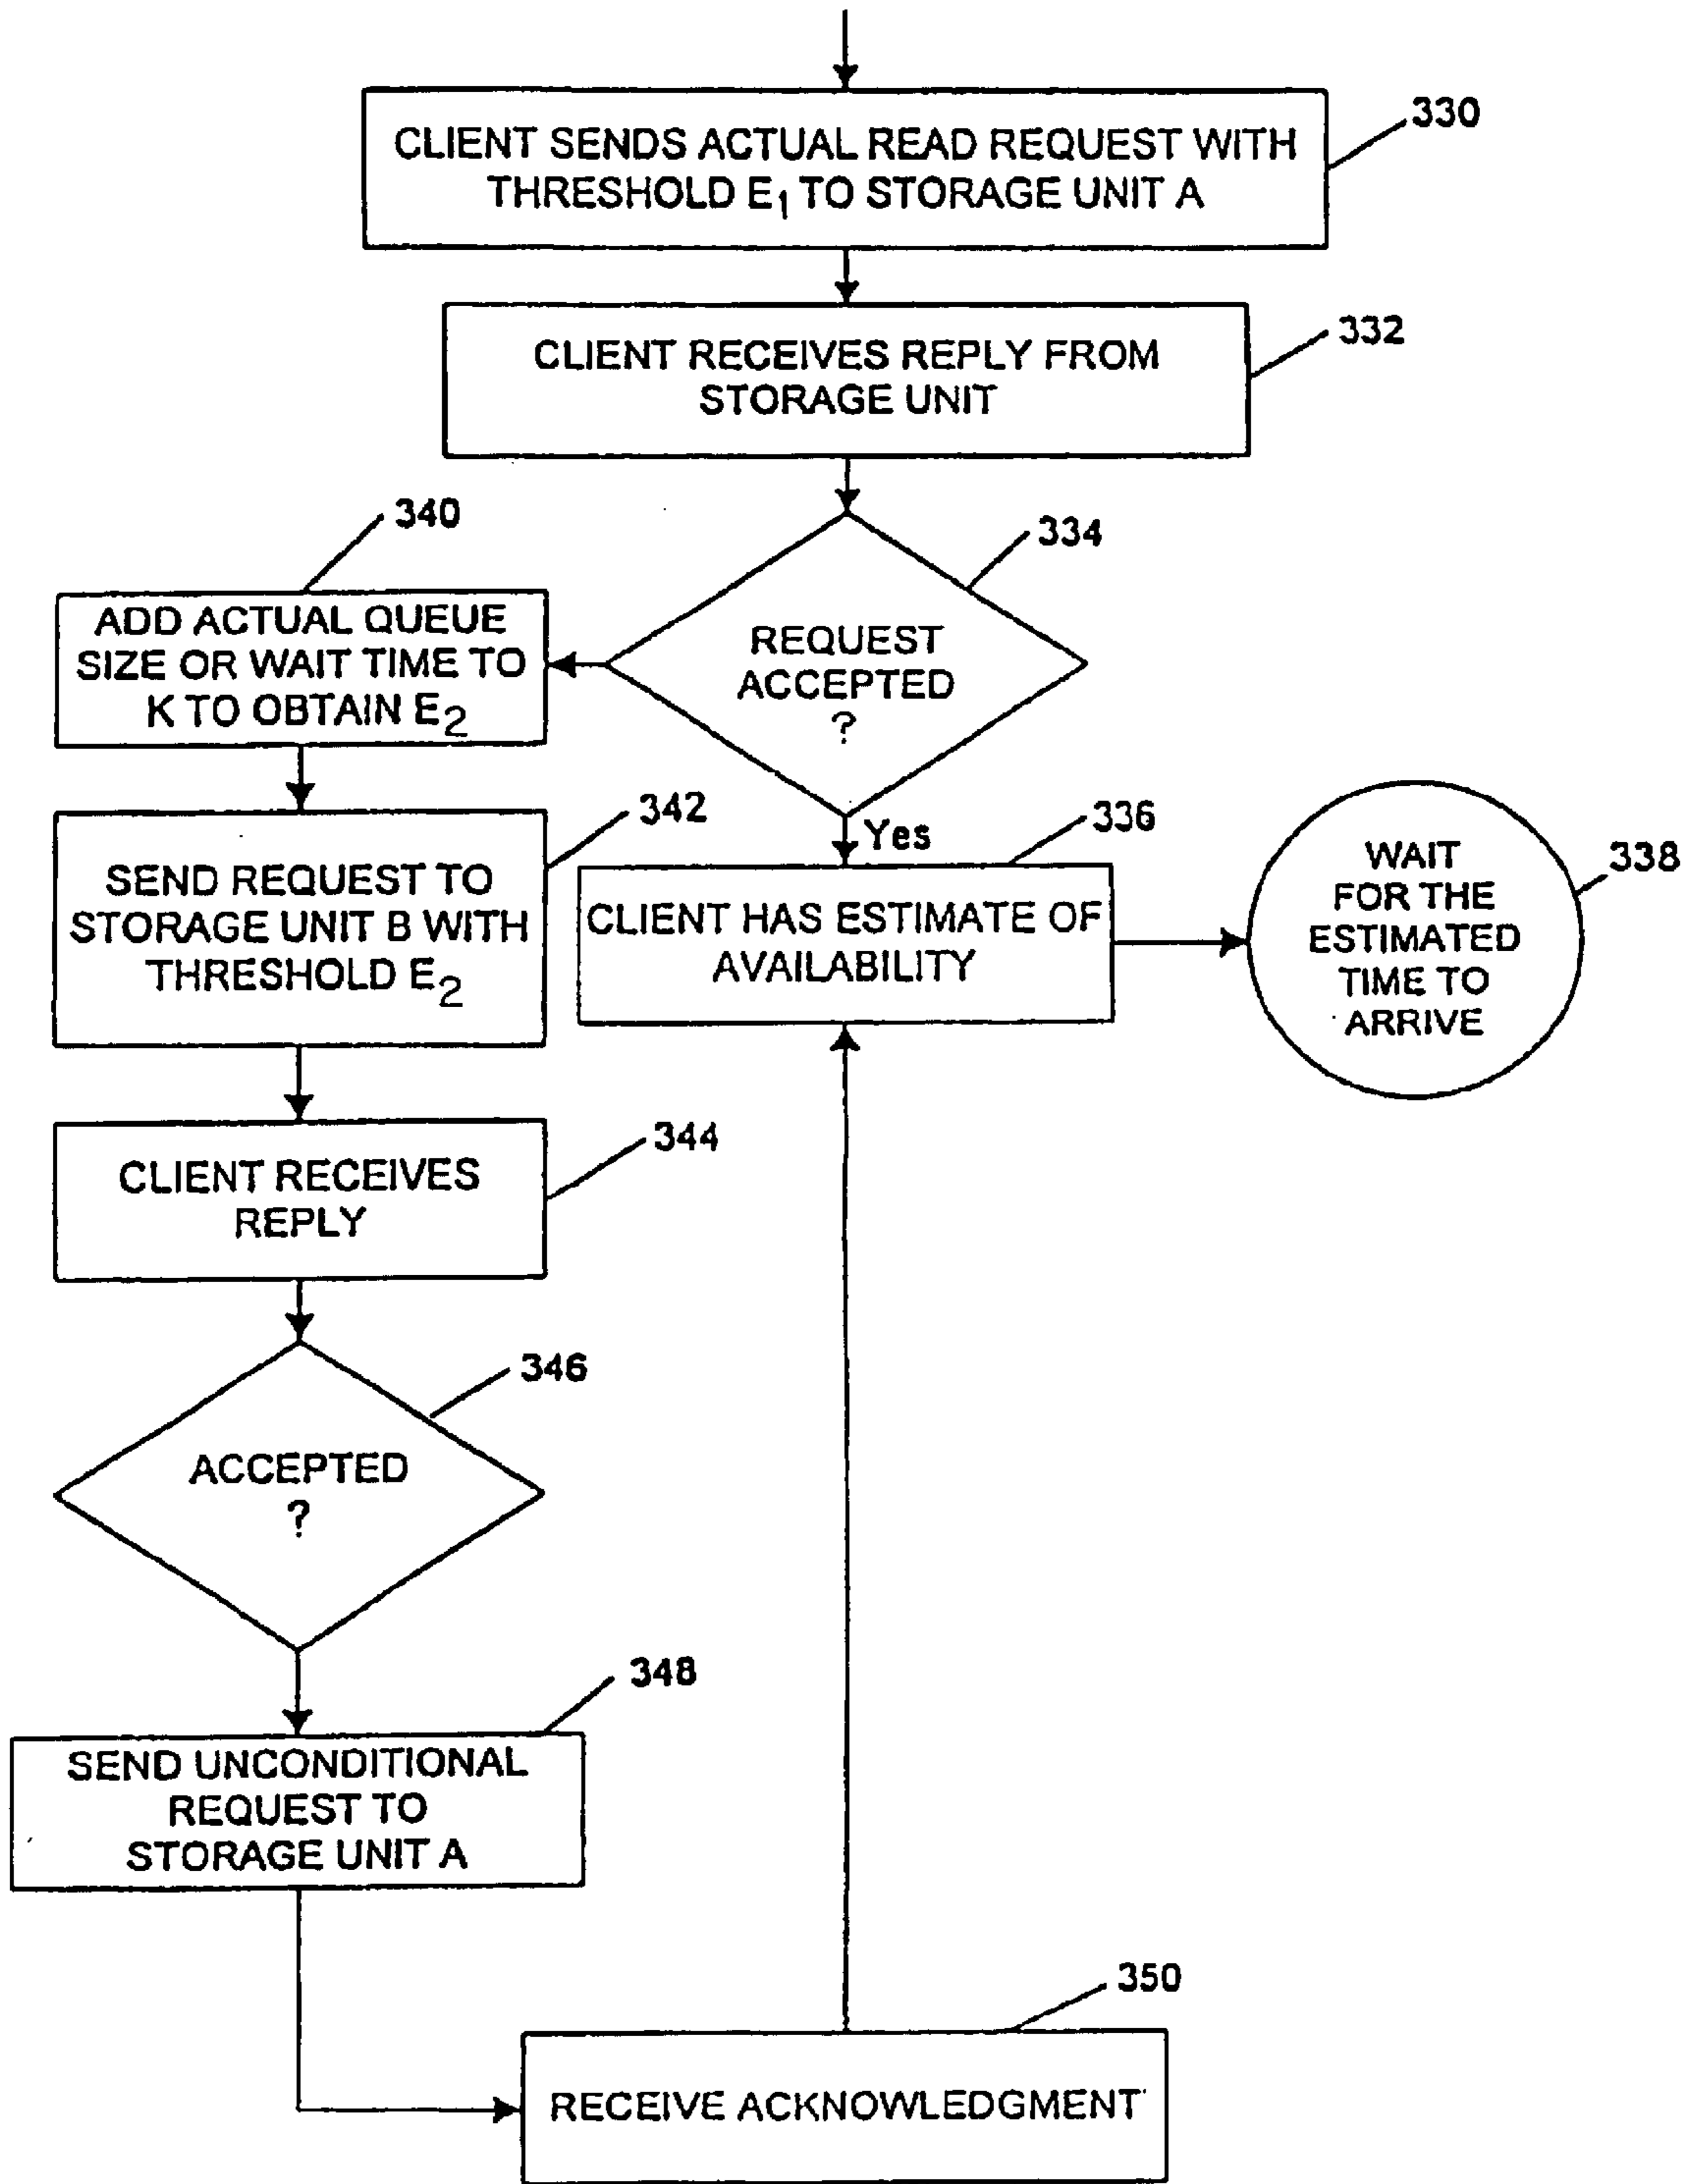 CLIENT SENDS ACTUAL READ REQUEST WITH
THRESHOLD E1 TO STORAGE UNIT A
330
CLIENT RECEIVES REPLY FROM
STORAGE UNIT
332
334
REQUEST
ACCEPTED
?
340
ADD ACTUAL QUEUE
SIZE OR WAIT TIME TO
K TO OBTAIN E2
Yes
336
CLIENT HAS ESTIMATE OF
AVAILABILITY
338
WAIT
FOR THE
ESTIMATED
TIME TO
ARRIVE
342
SEND REQUEST TO
STORAGE UNIT B WITH
THRESHOLD E2
344
CLIENT RECEIVES
REPLY
346
ACCEPTED
?
348
SEND UNCONDITIONAL
REQUEST TO
STORAGE UNIT A
350
RECEIVE ACKNOWLEDGMENT